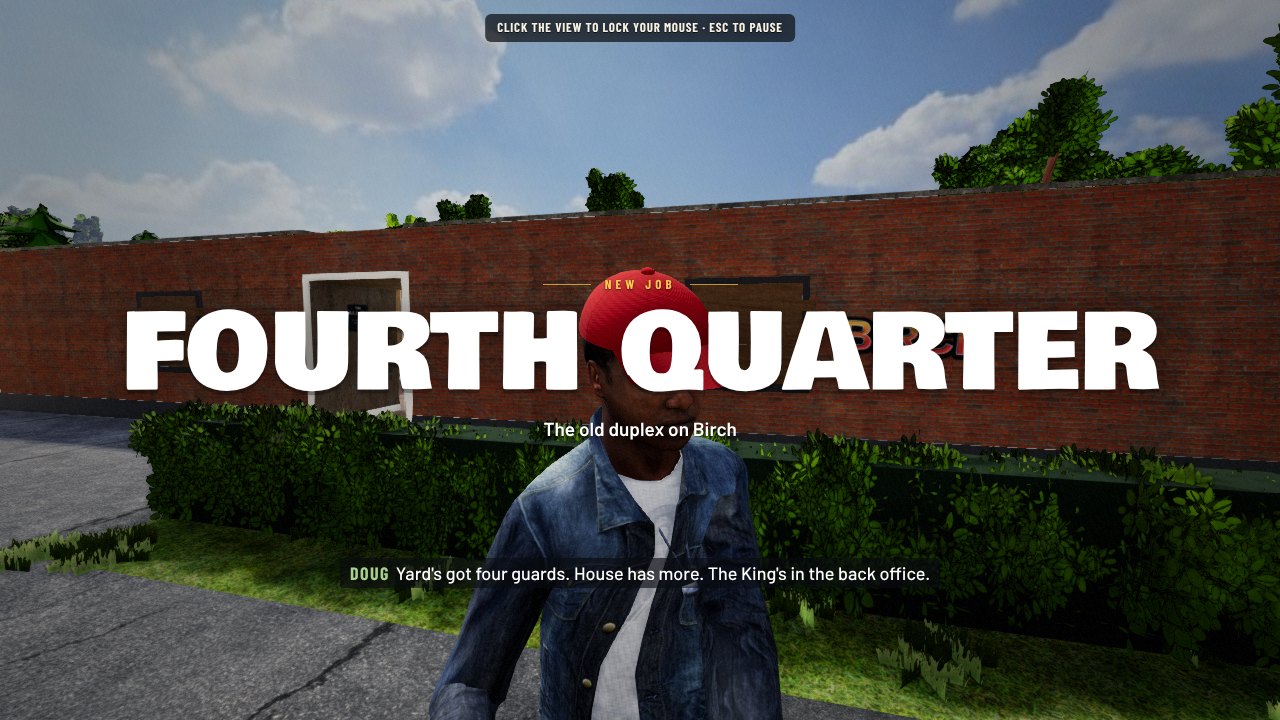 CLICK THE VIEW TO LOCK YOUR MOUSE · ESC TO PAUSE
NEW JOB
FOURTH QUARTER
The old duplex on Birch
DOUG Yard's got four guards. House has more. The King's in the back office.